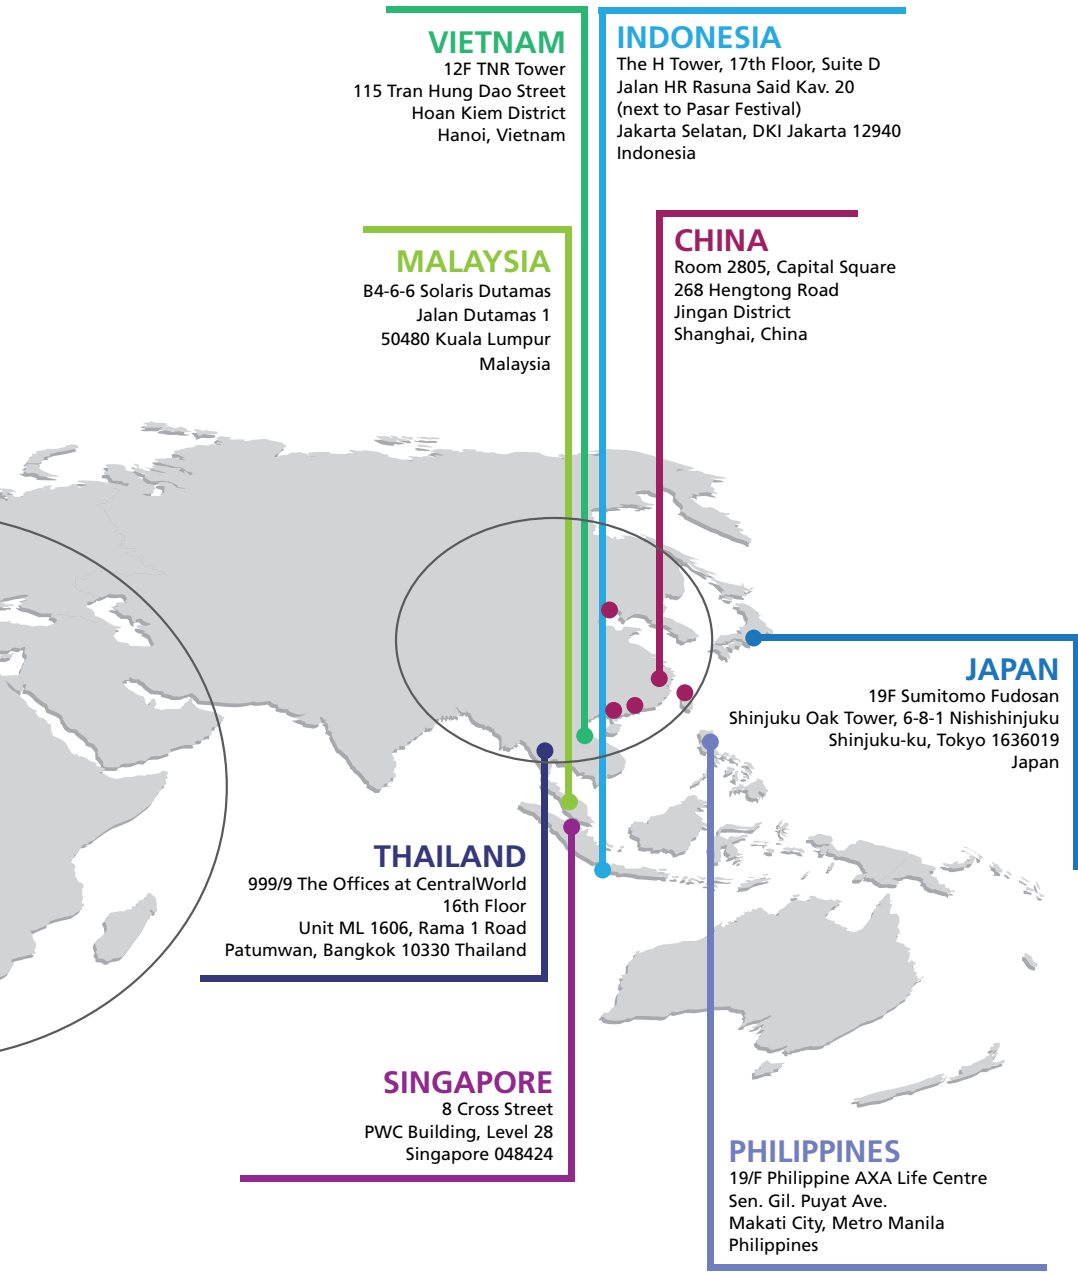 VIETNAM
12F TNR Tower
115 Tran Hung Dao Street
Hoan Kiem District
Hanoi, Vietnam
INDONESIA
The H Tower, 17th Floor, Suite D
Jalan HR Rasuna Said Kav. 20
(next to Pasar Festival)
Jakarta Selatan, DKI Jakarta 12940
Indonesia
MALAYSIA
B4-6-6 Solaris Dutamas
Jalan Dutamas 1
50480 Kuala Lumpur
Malaysia
CHINA
Room 2805, Capital Square
268 Hengtong Road
Jingan District
Shanghai, China
JAPAN
19F Sumitomo Fudosan
Shinjuku Oak Tower, 6-8-1 Nishishinjuku
Shinjuku-ku, Tokyo 1636019
Japan
THAILAND
999/9 The Offices at CentralWorld
16th Floor
Unit ML 1606, Rama 1 Road
Patumwan, Bangkok 10330 Thailand
SINGAPORE
8 Cross Street
PWC Building, Level 28
Singapore 048424
PHILIPPINES
19/F Philippine AXA Life Centre
Sen. Gil. Puyat Ave.
Makati City, Metro Manila
Philippines